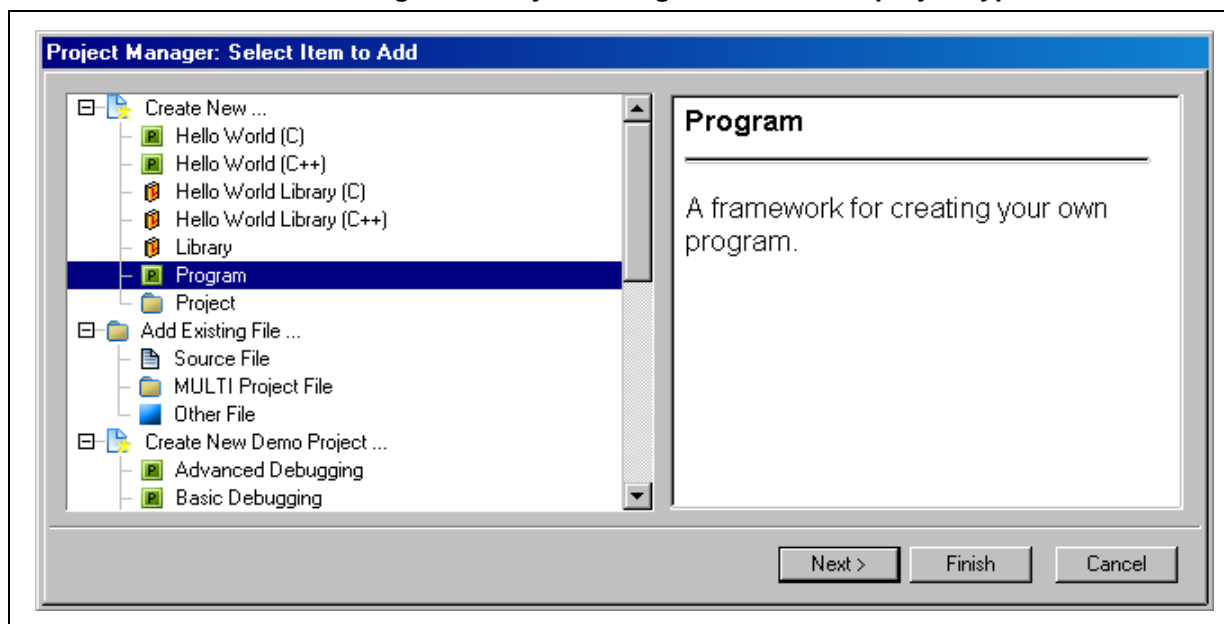 Project Manager: Select Item to Add
Create New ...
Hello World (C)
Hello World (C++)
Hello World Library (C)
Hello World Library (C++)
Library
Program
Project
Add Existing File ...
Source File
MULTI Project File
Other File
Create New Demo Project ...
Advanced Debugging
Basic Debugging
Program
A framework for creating your own
program.
Next >
Finish
Cancel